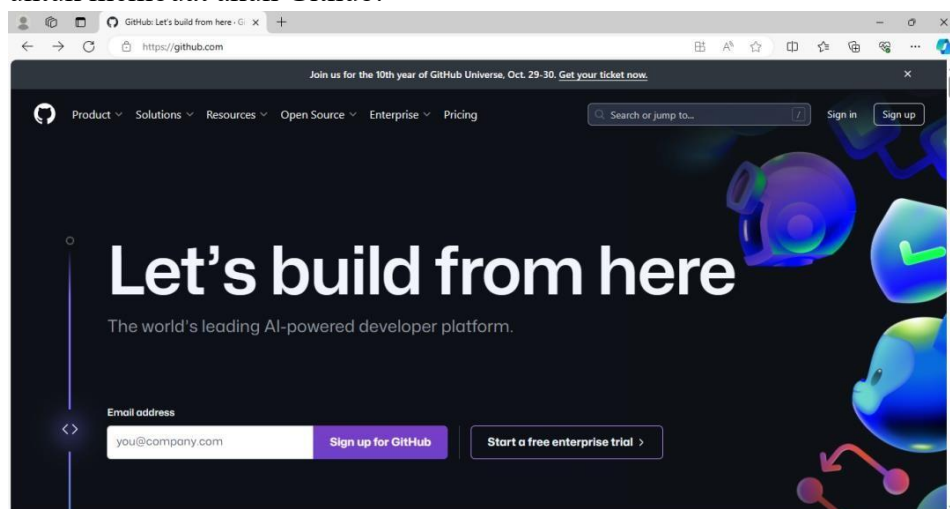 GitHub: Let's build from here · Gi
https://github.com
Join us for the 10th year of GitHub Universe, Oct. 29-30. Get your ticket now.
Product Solutions Resources Open Source Enterprise Pricing Search or jump to... / Sign in Sign up
Let's build from here
The world's leading AI-powered developer platform.
Email address
you@company.com Sign up for GitHub Start a free enterprise trial >